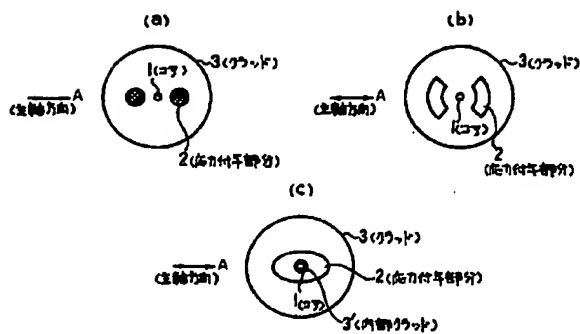 (a)
3(クラッド)
1(コア)
A
(主軸方向)
2(応力付与部分)
(b)
3(クラッド)
A
(主軸方向)
1(コア)
2
(応力付与部分)
(c)
3(クラッド)
A
(主軸方向)
2(応力付与部分)
1(コア)
3'(内部クラッド)